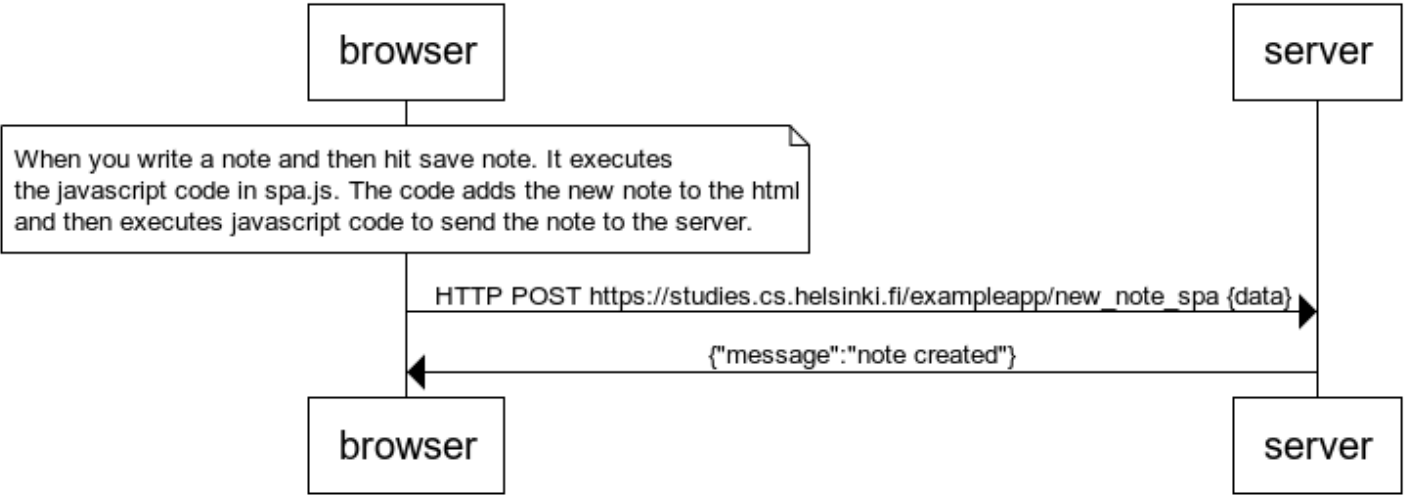 browser
server
When you write a note and then hit save note. It executes
the javascript code in spa.js. The code adds the new note to the html
and then executes javascript code to send the note to the server.
HTTP POST https://studies.cs.helsinki.fi/exampleapp/new_note_spa {data}
{"message":"note created"}
browser
server